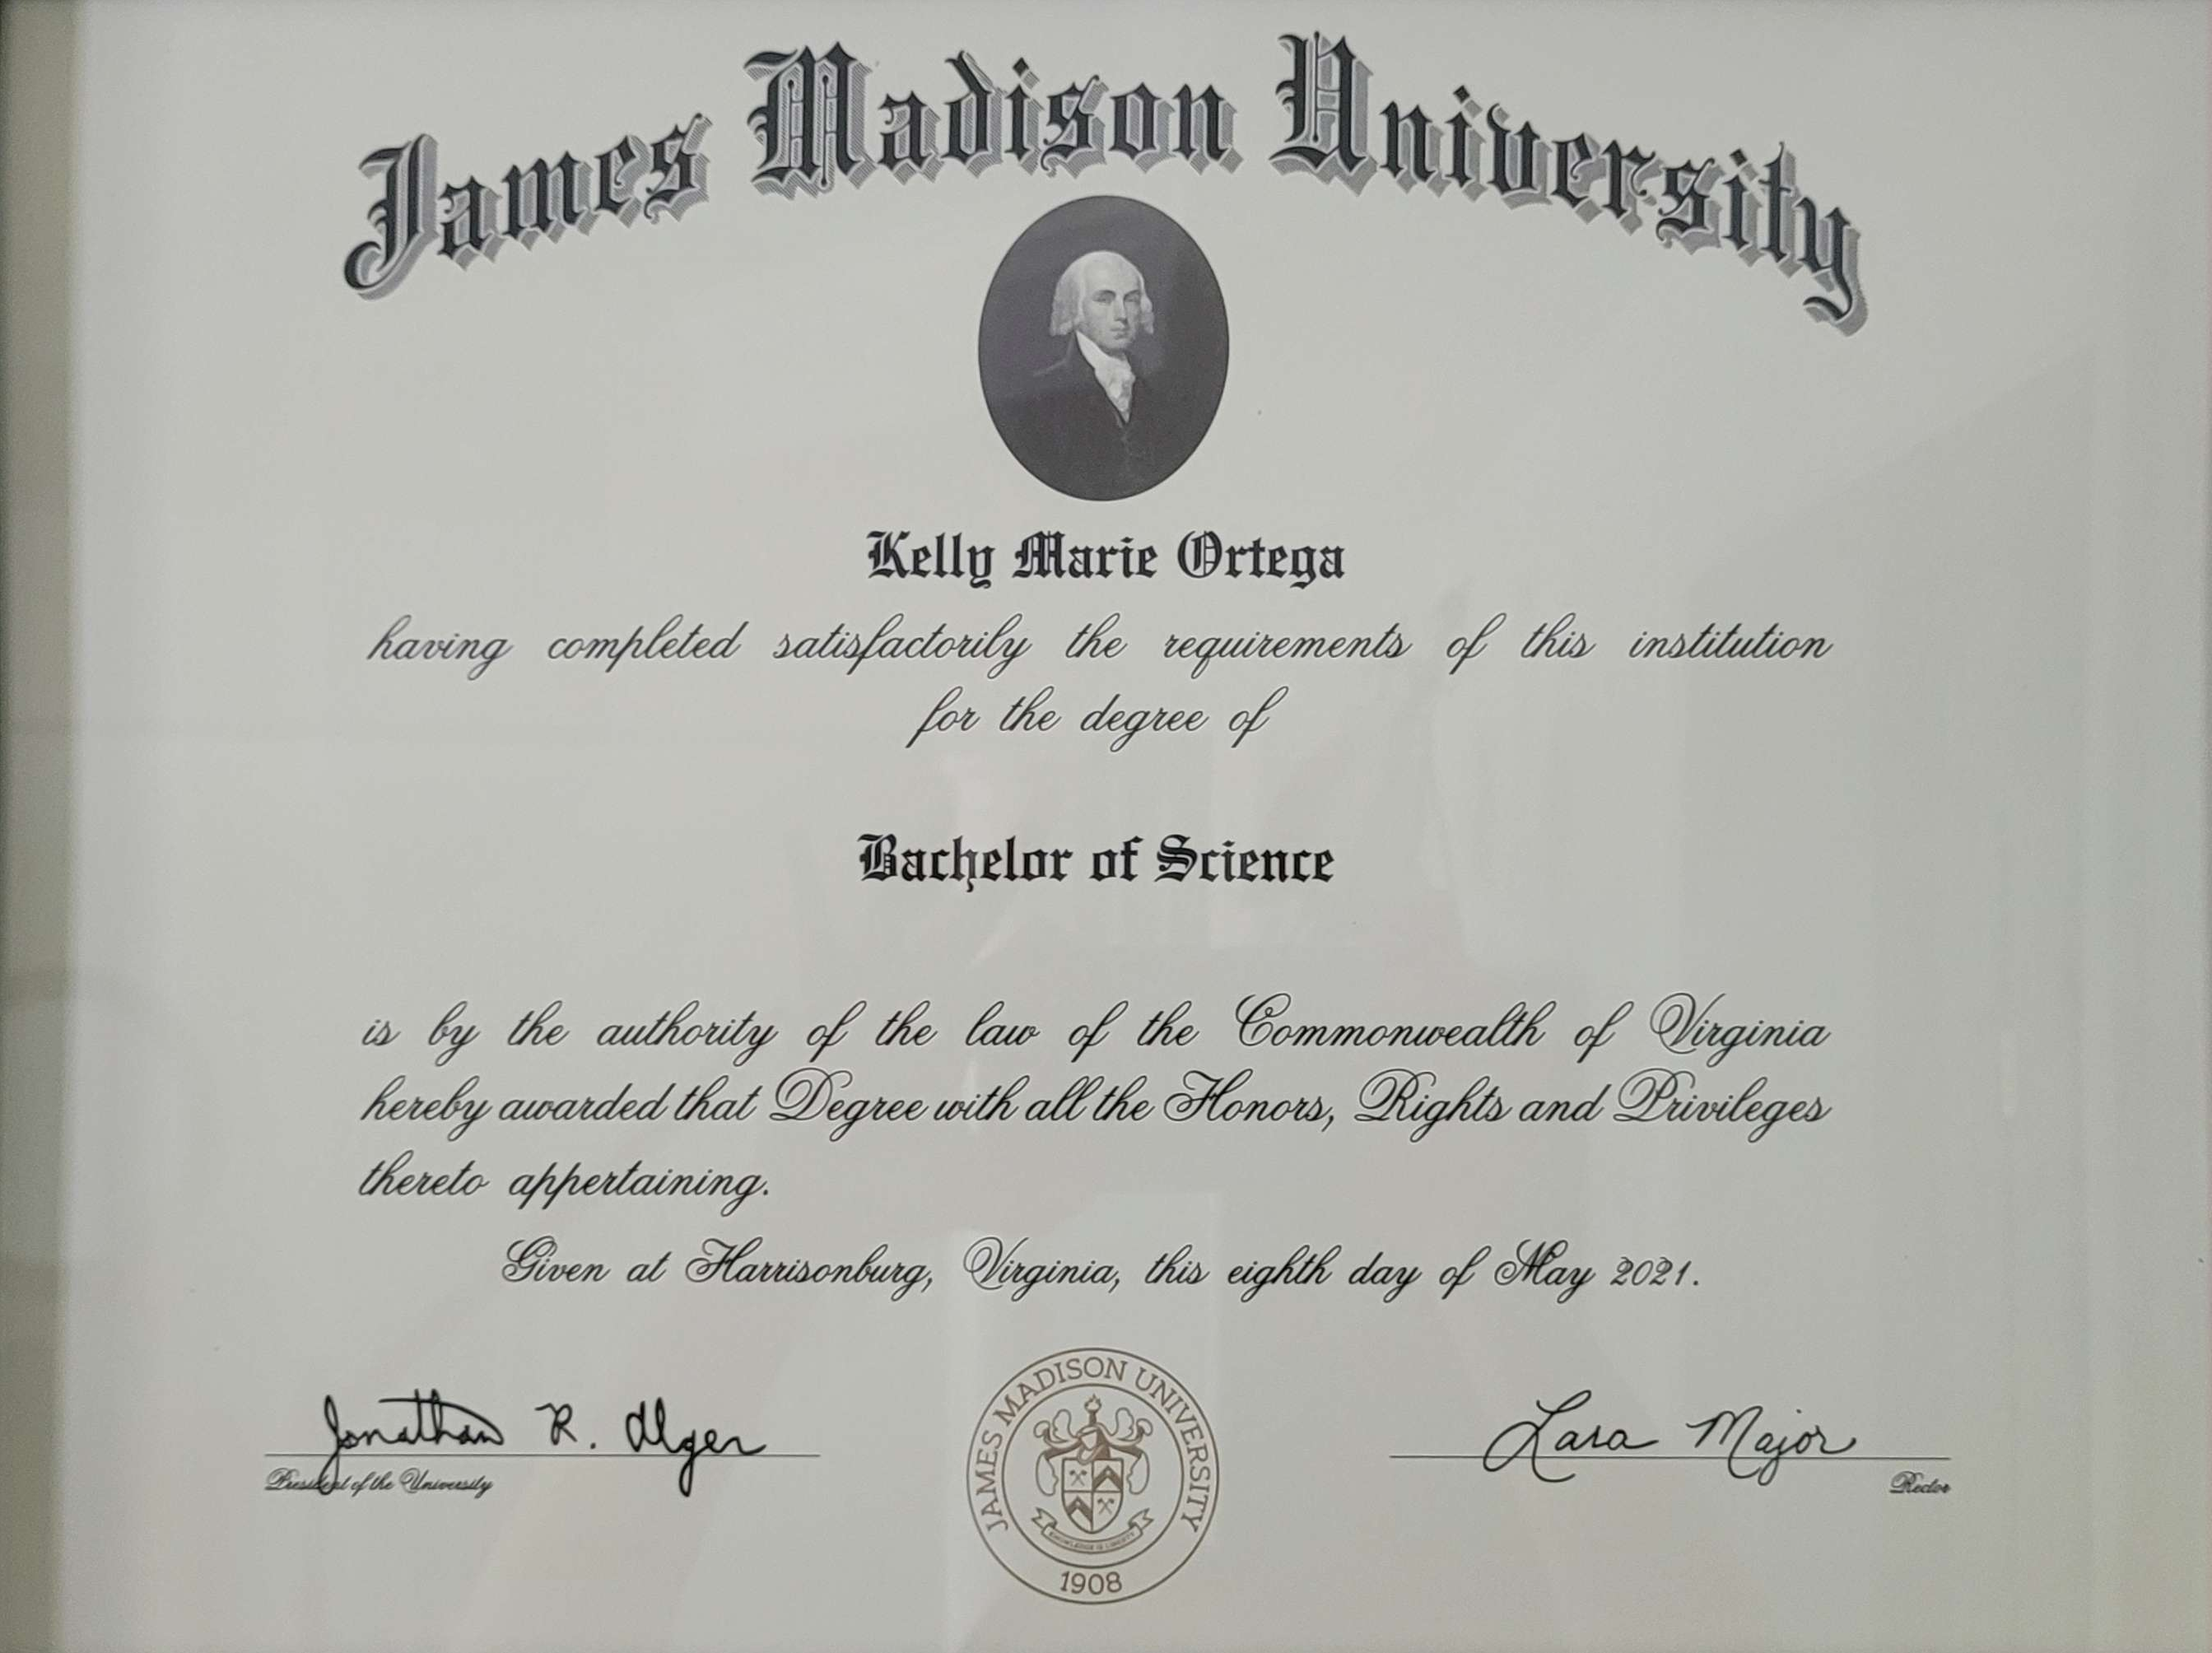 James Madison University
Kelly Marie Ortega
having completed satisfactorily the requirements of this institution
for the degree of
Bachelor of Science
is by the authority of the law of the Commonwealth of Virginia
hereby awarded that Degree with all the Honors, Rights and Privileges
thereto appertaining.
Given at Harrisonburg, Virginia, this eighth day of May 2021.
Jonathan R. Alger
President of the University
JAMES MADISON UNIVERSITY
KNOWLEDGE IS LIBERTY
1908
Lara Major
Rector